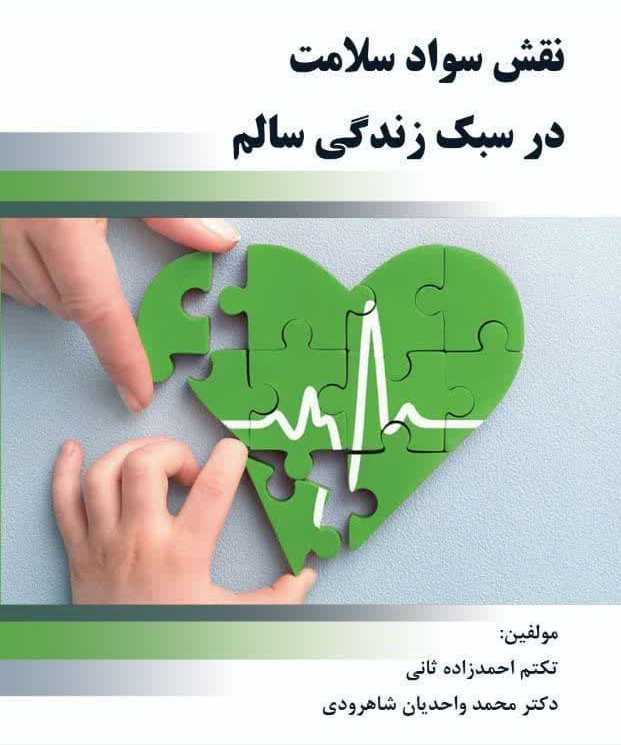 نقش سواد سلامت
در سبک زندگی سالم
مولفین:
تکتم احمدزاده ثانی
دکتر محمد واحدیان شاهرودی